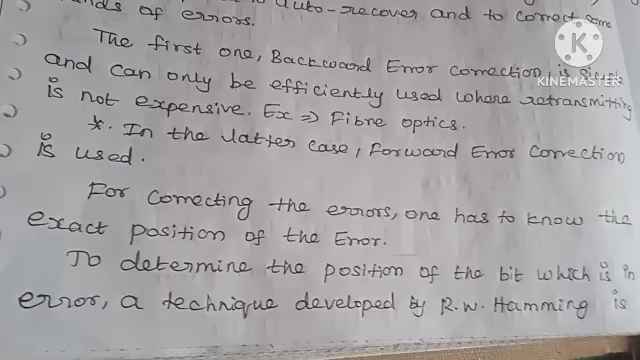 kinds of errors. to auto-recover and to correct some
The first one, Backward Error correction, is simple
and can only be efficiently used where retransmitting
is not expensive. Ex ⇒ Fibre optics.
*. In the latter case, Forward Error Correction
is used.
For correcting the errors, one has to know the
exact position of the Error.
To determine the position of the bit which is in
error, a technique developed by R.W. Hamming is
K
KINEMASTER